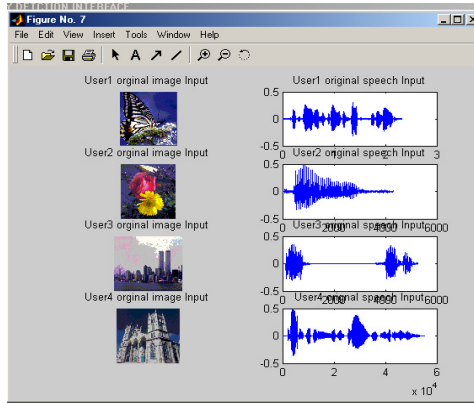 DETCTION INTERFACE
Figure No. 7
File Edit View Insert Tools Window Help
A
User1 orginal image Input
User1 original speech Input
0.5
0
-0.5
0 1 2 3
User2 orginal image Input
User2 original speech Input
0.5
0
-0.5
0 2000 4000 6000
User3 orginal image Input
User3 original speech Input
0.5
0
-0.5
0 2000 4000 6000
User4 orginal image Input
User4 original speech Input
0.5
0
-0.5
0 2 4 6
x 10^4